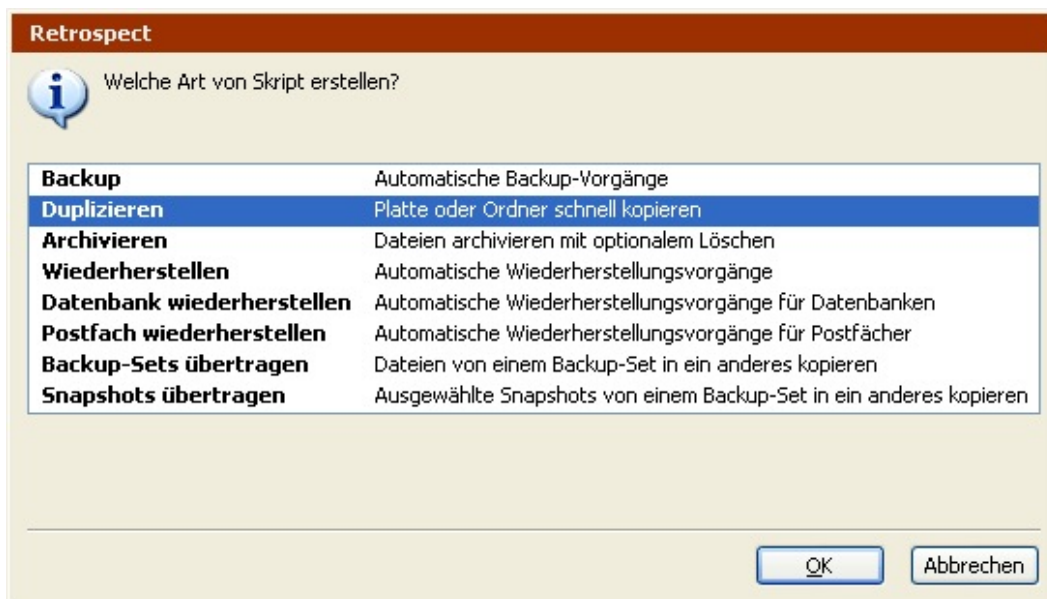 Retrospect
Welche Art von Skript erstellen?
Backup Automatische Backup-Vorgänge
Duplizieren Platte oder Ordner schnell kopieren
Archivieren Dateien archivieren mit optionalem Löschen
Wiederherstellen Automatische Wiederherstellungsvorgänge
Datenbank wiederherstellen Automatische Wiederherstellungsvorgänge für Datenbanken
Postfach wiederherstellen Automatische Wiederherstellungsvorgänge für Postfächer
Backup-Sets übertragen Dateien von einem Backup-Set in ein anderes kopieren
Snapshots übertragen Ausgewählte Snapshots von einem Backup-Set in ein anderes kopieren
OK Abbrechen